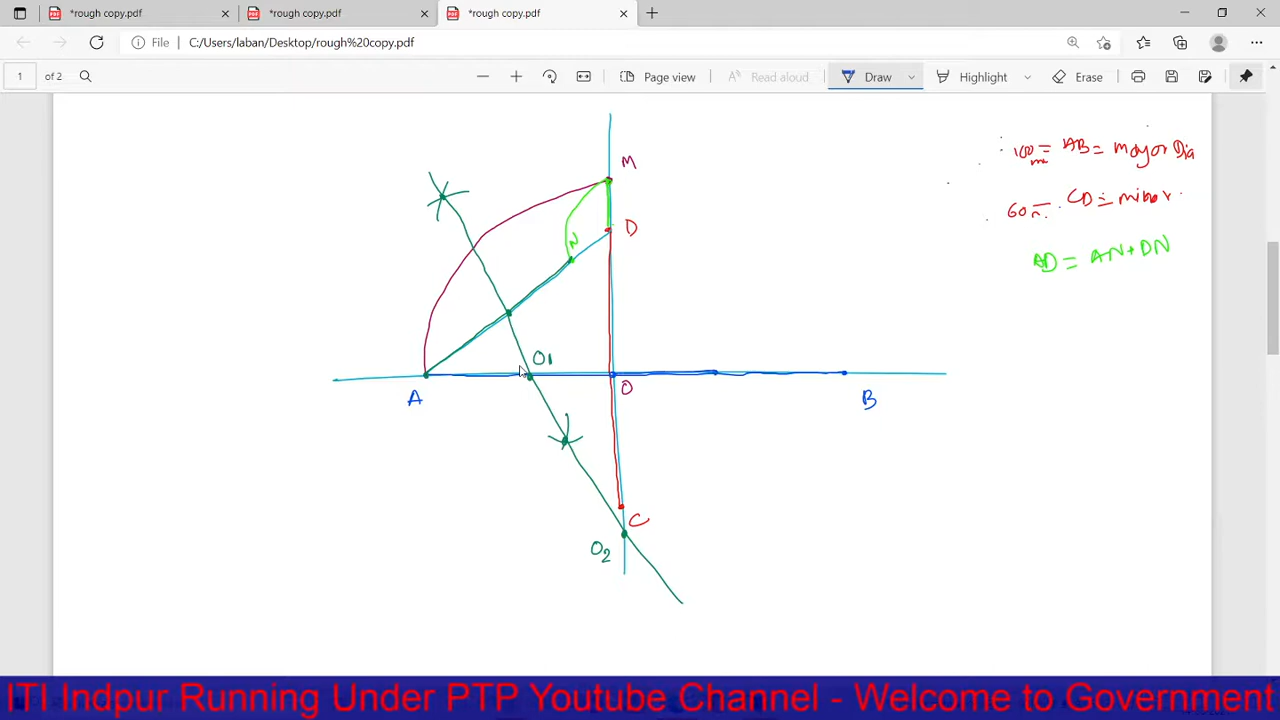 *rough copy.pdf
*rough copy.pdf
*rough copy.pdf
File C:/Users/laban/Desktop/rough%20copy.pdf
1 of 2 Page view Read aloud Draw Highlight Erase
M
D
N
O1
O
A
B
C
O2
100 = AB = major Dia
60 CD = minor
AD = AN + DN
ITI Indpur Running Under PTP Youtube Channel - Welcome to Government